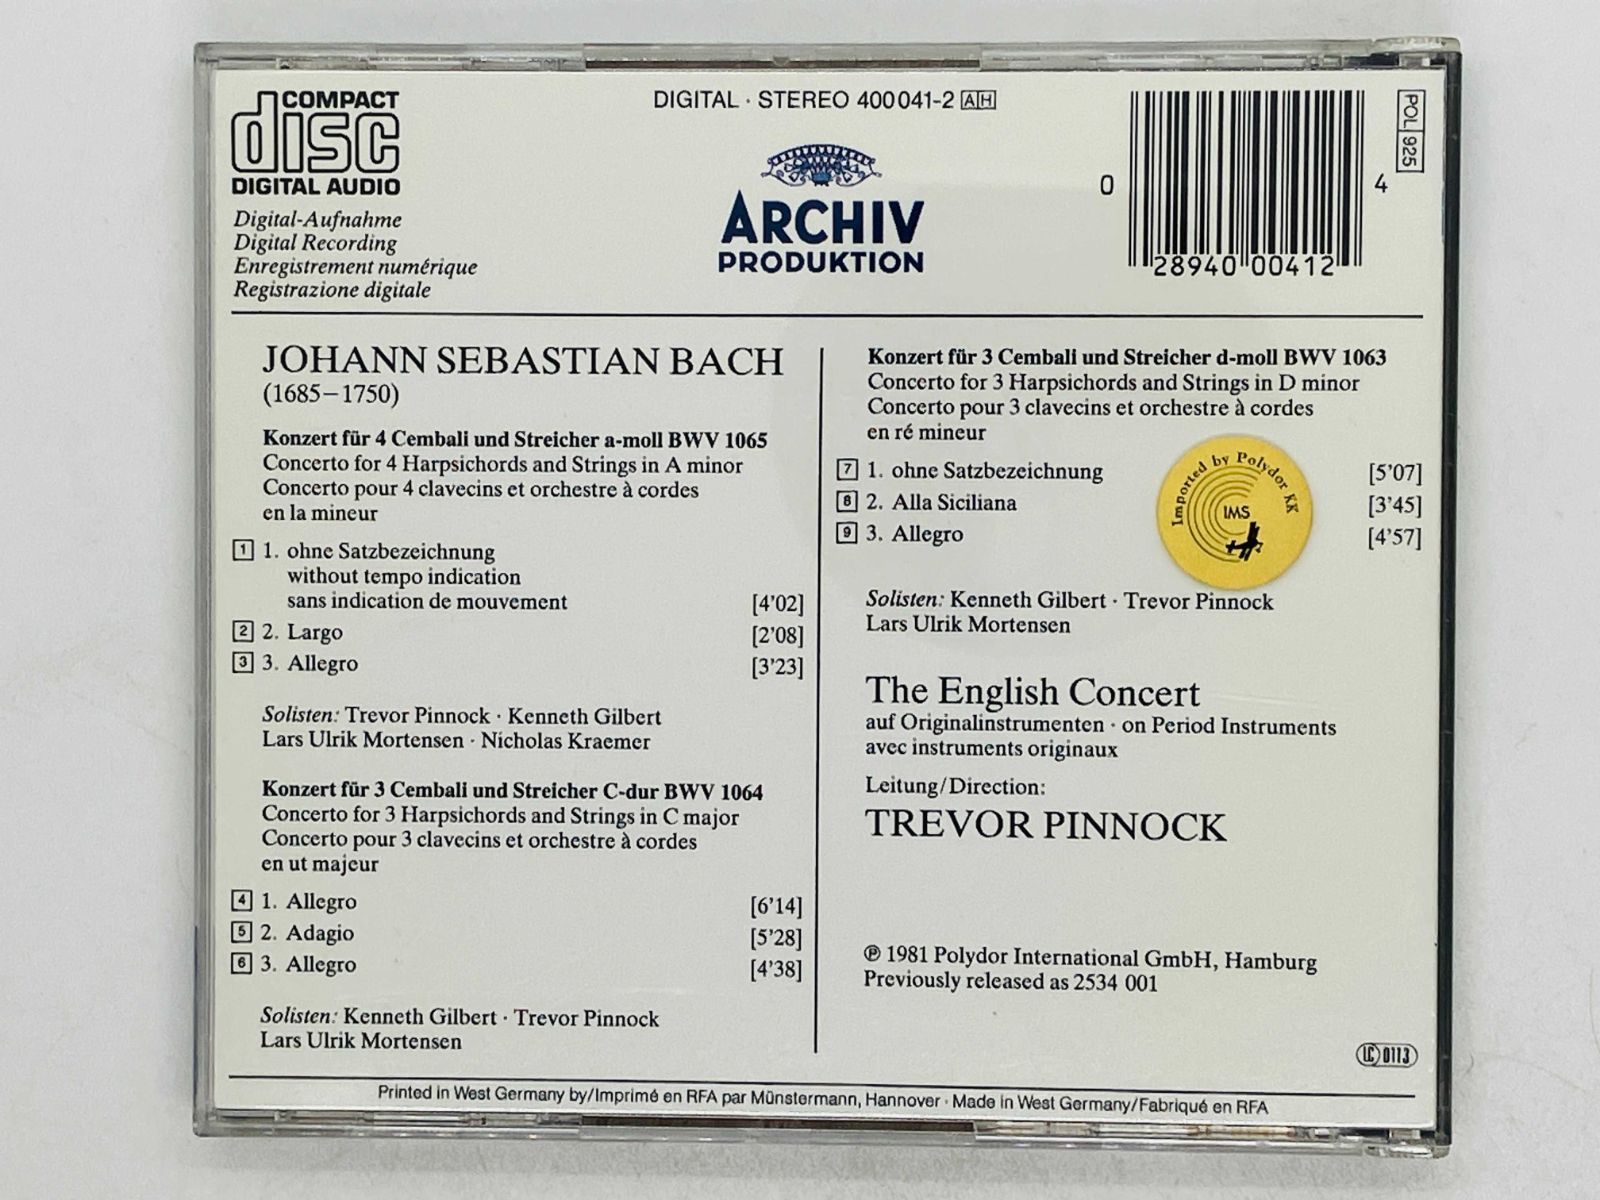 COMPACT
disc
DIGITAL AUDIO
Digital-Aufnahme
Digital Recording
Enregistrement numérique
Registrazione digitale
DIGITAL · STEREO 400 041-2 AH
ARCHIV
PRODUKTION
0
28940 00412
4
POL 925
JOHANN SEBASTIAN BACH
(1685–1750)
Konzert für 4 Cembali und Streicher a-moll BWV 1065
Concerto for 4 Harpsichords and Strings in A minor
Concerto pour 4 clavecins et orchestre à cordes
en la mineur
1 1. ohne Satzbezeichnung
without tempo indication
sans indication de mouvement [4'02]
2 2. Largo [2'08]
3 3. Allegro [3'23]
Solisten: Trevor Pinnock · Kenneth Gilbert
Lars Ulrik Mortensen · Nicholas Kraemer
Konzert für 3 Cembali und Streicher C-dur BWV 1064
Concerto for 3 Harpsichords and Strings in C major
Concerto pour 3 clavecins et orchestre à cordes
en ut majeur
4 1. Allegro [6'14]
5 2. Adagio [5'28]
6 3. Allegro [4'38]
Solisten: Kenneth Gilbert · Trevor Pinnock
Lars Ulrik Mortensen
Konzert für 3 Cembali und Streicher d-moll BWV 1063
Concerto for 3 Harpsichords and Strings in D minor
Concerto pour 3 clavecins et orchestre à cordes
en ré mineur
7 1. ohne Satzbezeichnung [5'07]
8 2. Alla Siciliana [3'45]
9 3. Allegro [4'57]
Imported by Polydor KK
IMS
Solisten: Kenneth Gilbert · Trevor Pinnock
Lars Ulrik Mortensen
The English Concert
auf Originalinstrumenten · on Period Instruments
avec instruments originaux
Leitung/Direction:
TREVOR PINNOCK
℗ 1981 Polydor International GmbH, Hamburg
Previously released as 2534 001
LC 0113
Printed in West Germany by/Imprimé en RFA par Münstermann, Hannover · Made in West Germany/Fabriqué en RFA